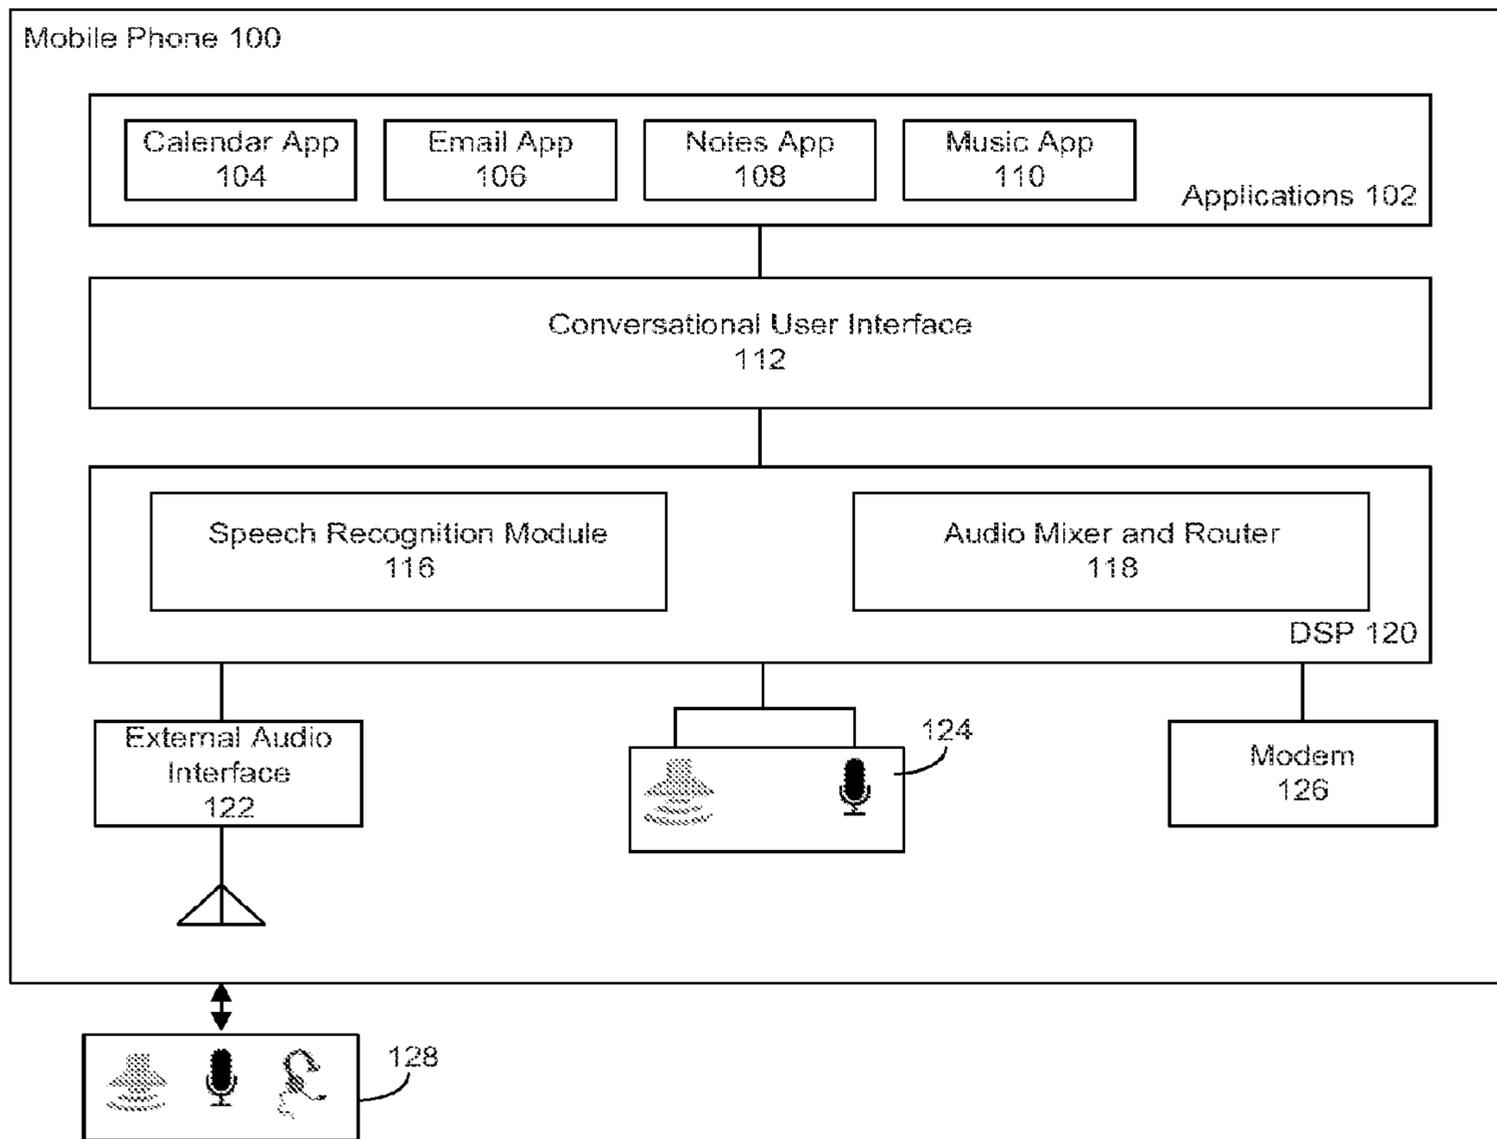 Mobile Phone 100
Calendar App
104
Email App
106
Notes App
108
Music App
110
Applications 102
Conversational User Interface
112
Speech Recognition Module
116
Audio Mixer and Router
118
DSP 120
External Audio
Interface
122
124
Modem
126
128